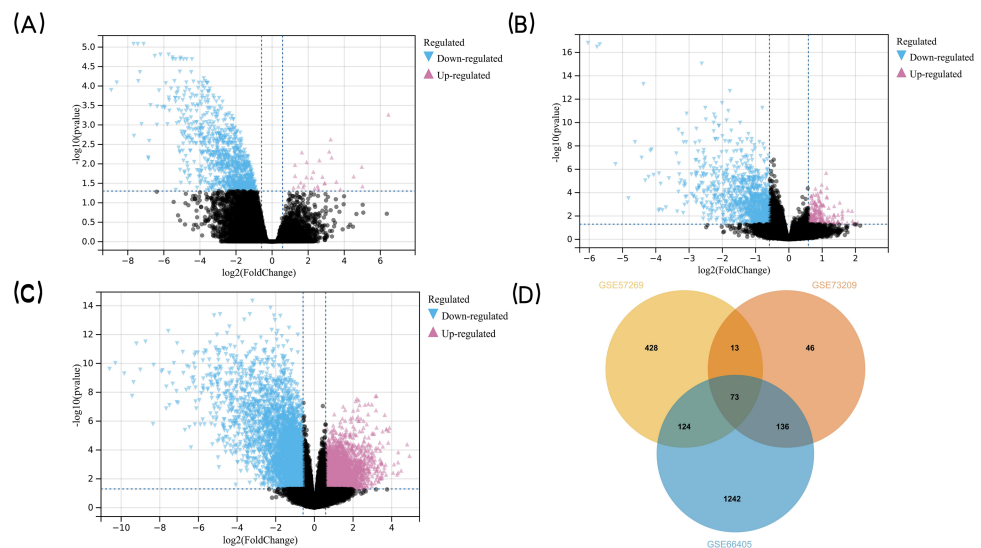 (A)
5.0
4.5
4.0
3.5
3.0
2.5
2.0
1.5
1.0
0.5
0.0
-log10(pvalue)
−8
−6
−4
−2
0
2
4
6
log2(FoldChange)
Regulated
Down-regulated
Up-regulated
(B)
16
14
12
10
8
6
4
2
0
-log10(pvalue)
−6
−5
−4
−3
−2
−1
0
1
2
log2(FoldChange)
Regulated
Down-regulated
Up-regulated
(C)
14
12
10
8
6
4
2
0
-log10(pvalue)
−10
−8
−6
−4
−2
0
2
4
log2(FoldChange)
Regulated
Down-regulated
Up-regulated
(D)
GSE57269
GSE73209
428
13
46
73
124
136
1242
GSE66405